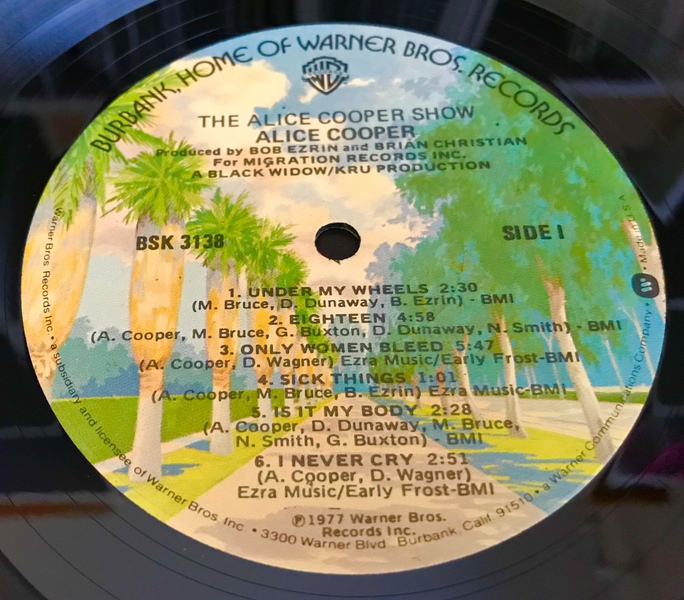 BURBANK, HOME OF WARNER BROS. RECORDS
THE ALICE COOPER SHOW
ALICE COOPER
Produced by BOB EZRIN and BRIAN CHRISTIAN
For MIGRATION RECORDS INC.
A BLACK WIDOW/KRU PRODUCTION
BSK 3138
SIDE I
1. UNDER MY WHEELS 2:30
(M. Bruce, D. Dunaway, B. Ezrin) - BMI
2. EIGHTEEN 4:58
(A. Cooper, M. Bruce, G. Buxton, D. Dunaway, N. Smith) - BMI
3. ONLY WOMEN BLEED 5:47
(A. Cooper, D. Wagner) Ezra Music/Early Frost-BMI
4. SICK THINGS 1:01
(A. Cooper, M. Bruce, B. Ezrin) Ezra Music-BMI
5. IS IT MY BODY 2:28
(A. Cooper, D. Dunaway, M. Bruce,
N. Smith, G. Buxton) - BMI
6. I NEVER CRY 2:51
(A. Cooper, D. Wagner)
Ezra Music/Early Frost-BMI
℗1977 Warner Bros.
Records Inc.
Warner Bros. Records Inc. • a subsidiary and licensee of Warner Bros. Inc. • 3300 Warner Blvd., Burbank, Calif. 91510 • a Warner Communications Company • Made in U.S.A.